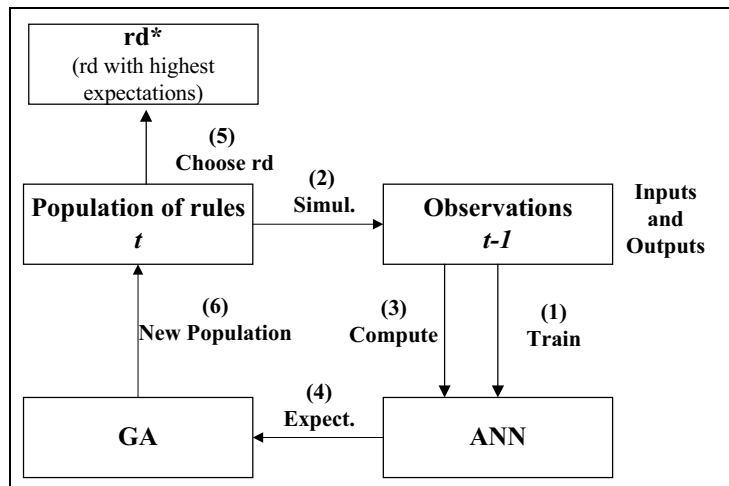 rd*
(rd with highest
expectations)
(5)
Choose rd
Population of rules
t
(2)
Simul.
Observations
t-1
Inputs
and
Outputs
(6)
New Population
(3)
Compute
(1)
Train
GA
(4)
Expect.
ANN